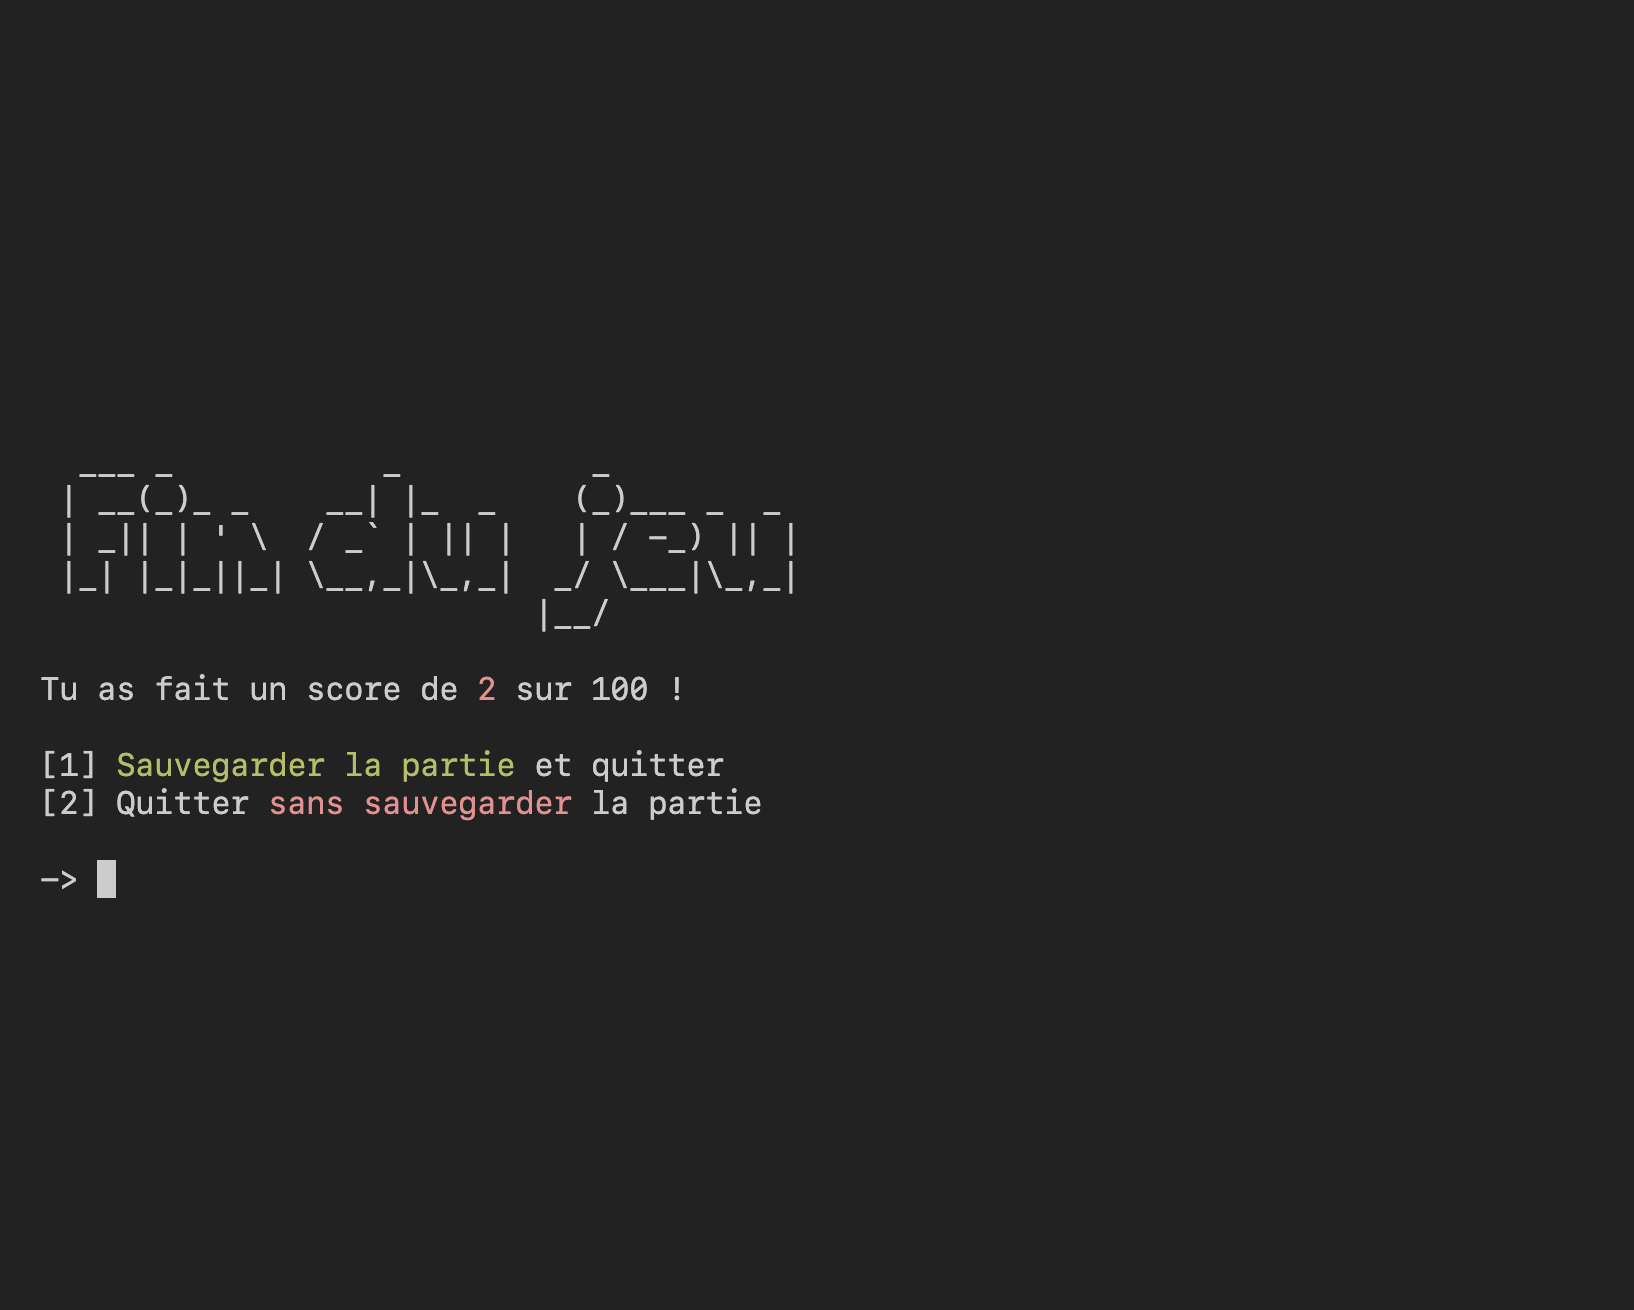 Fin du jeu
Tu as fait un score de 2 sur 100 !
[1] Sauvegarder la partie et quitter
[2] Quitter sans sauvegarder la partie
->